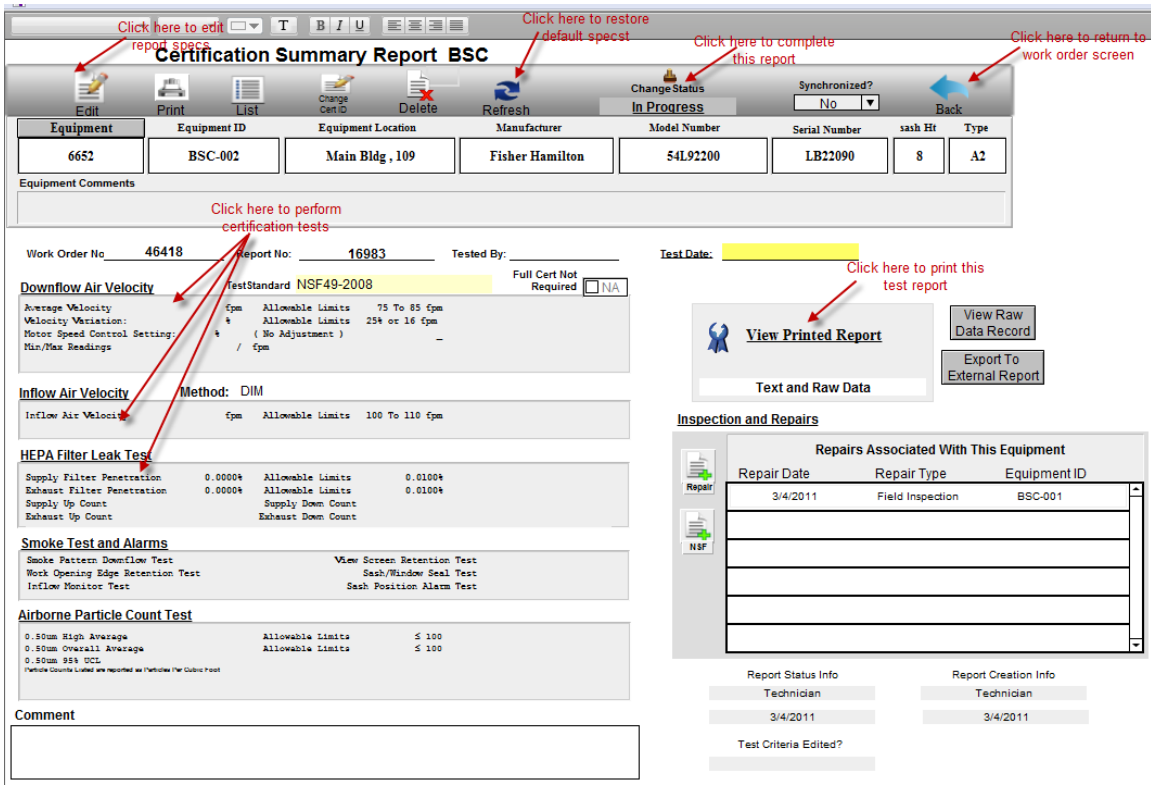 T B I U
Click here to edit
report specs
Click here to restore
default specst
Click here to complete
this report
Click here to return to
work order screen
Certification Summary Report BSC
Edit
Print
List
Change
Cert ID
Delete
Refresh
Change Status
In Progress
Synchronized?
No
Back
Equipment Equipment ID Equipment Location Manufacturer Model Number Serial Number sash Ht Type
6652 BSC-002 Main Bldg , 109 Fisher Hamilton 54L92200 LB22090 8 A2
Equipment Comments
Click here to perform
certification tests
Work Order No 46418 Report No: 16983 Tested By: Test Date:
Downflow Air Velocity TestStandard NSF49-2008 Full Cert Not
Required NA
Average Velocity fpm Allowable Limits 75 To 85 fpm
Velocity Variation: % Allowable Limits 25% or 16 fpm
Motor Speed Control Setting: % ( No Adjustment )
Min/Max Readings / fpm
Click here to print this
test report
View Printed Report
Text and Raw Data
View Raw
Data Record
Export To
External Report
Inflow Air Velocity Method: DIM
Inflow Air Velocity fpm Allowable Limits 100 To 110 fpm
HEPA Filter Leak Test
Supply Filter Penetration 0.0000% Allowable Limits 0.0100%
Exhaust Filter Penetration 0.0000% Allowable Limits 0.0100%
Supply Up Count Supply Down Count
Exhaust Up Count Exhaust Down Count
Smoke Test and Alarms
Smoke Pattern Downflow Test View Screen Retention Test
Work Opening Edge Retention Test Sash/Window Seal Test
Inflow Monitor Test Sash Position Alarm Test
Airborne Particle Count Test
0.50um High Average Allowable Limits ≤ 100
0.50um Overall Average Allowable Limits ≤ 100
0.50um 95% UCL
Particle Counts Listed are reported as Particles Per Cubic Foot
Comment
Inspection and Repairs
Repair
NSF
Repairs Associated With This Equipment
Repair Date Repair Type Equipment ID
3/4/2011 Field Inspection BSC-001
Report Status Info Report Creation Info
Technician Technician
3/4/2011 3/4/2011
Test Criteria Edited?